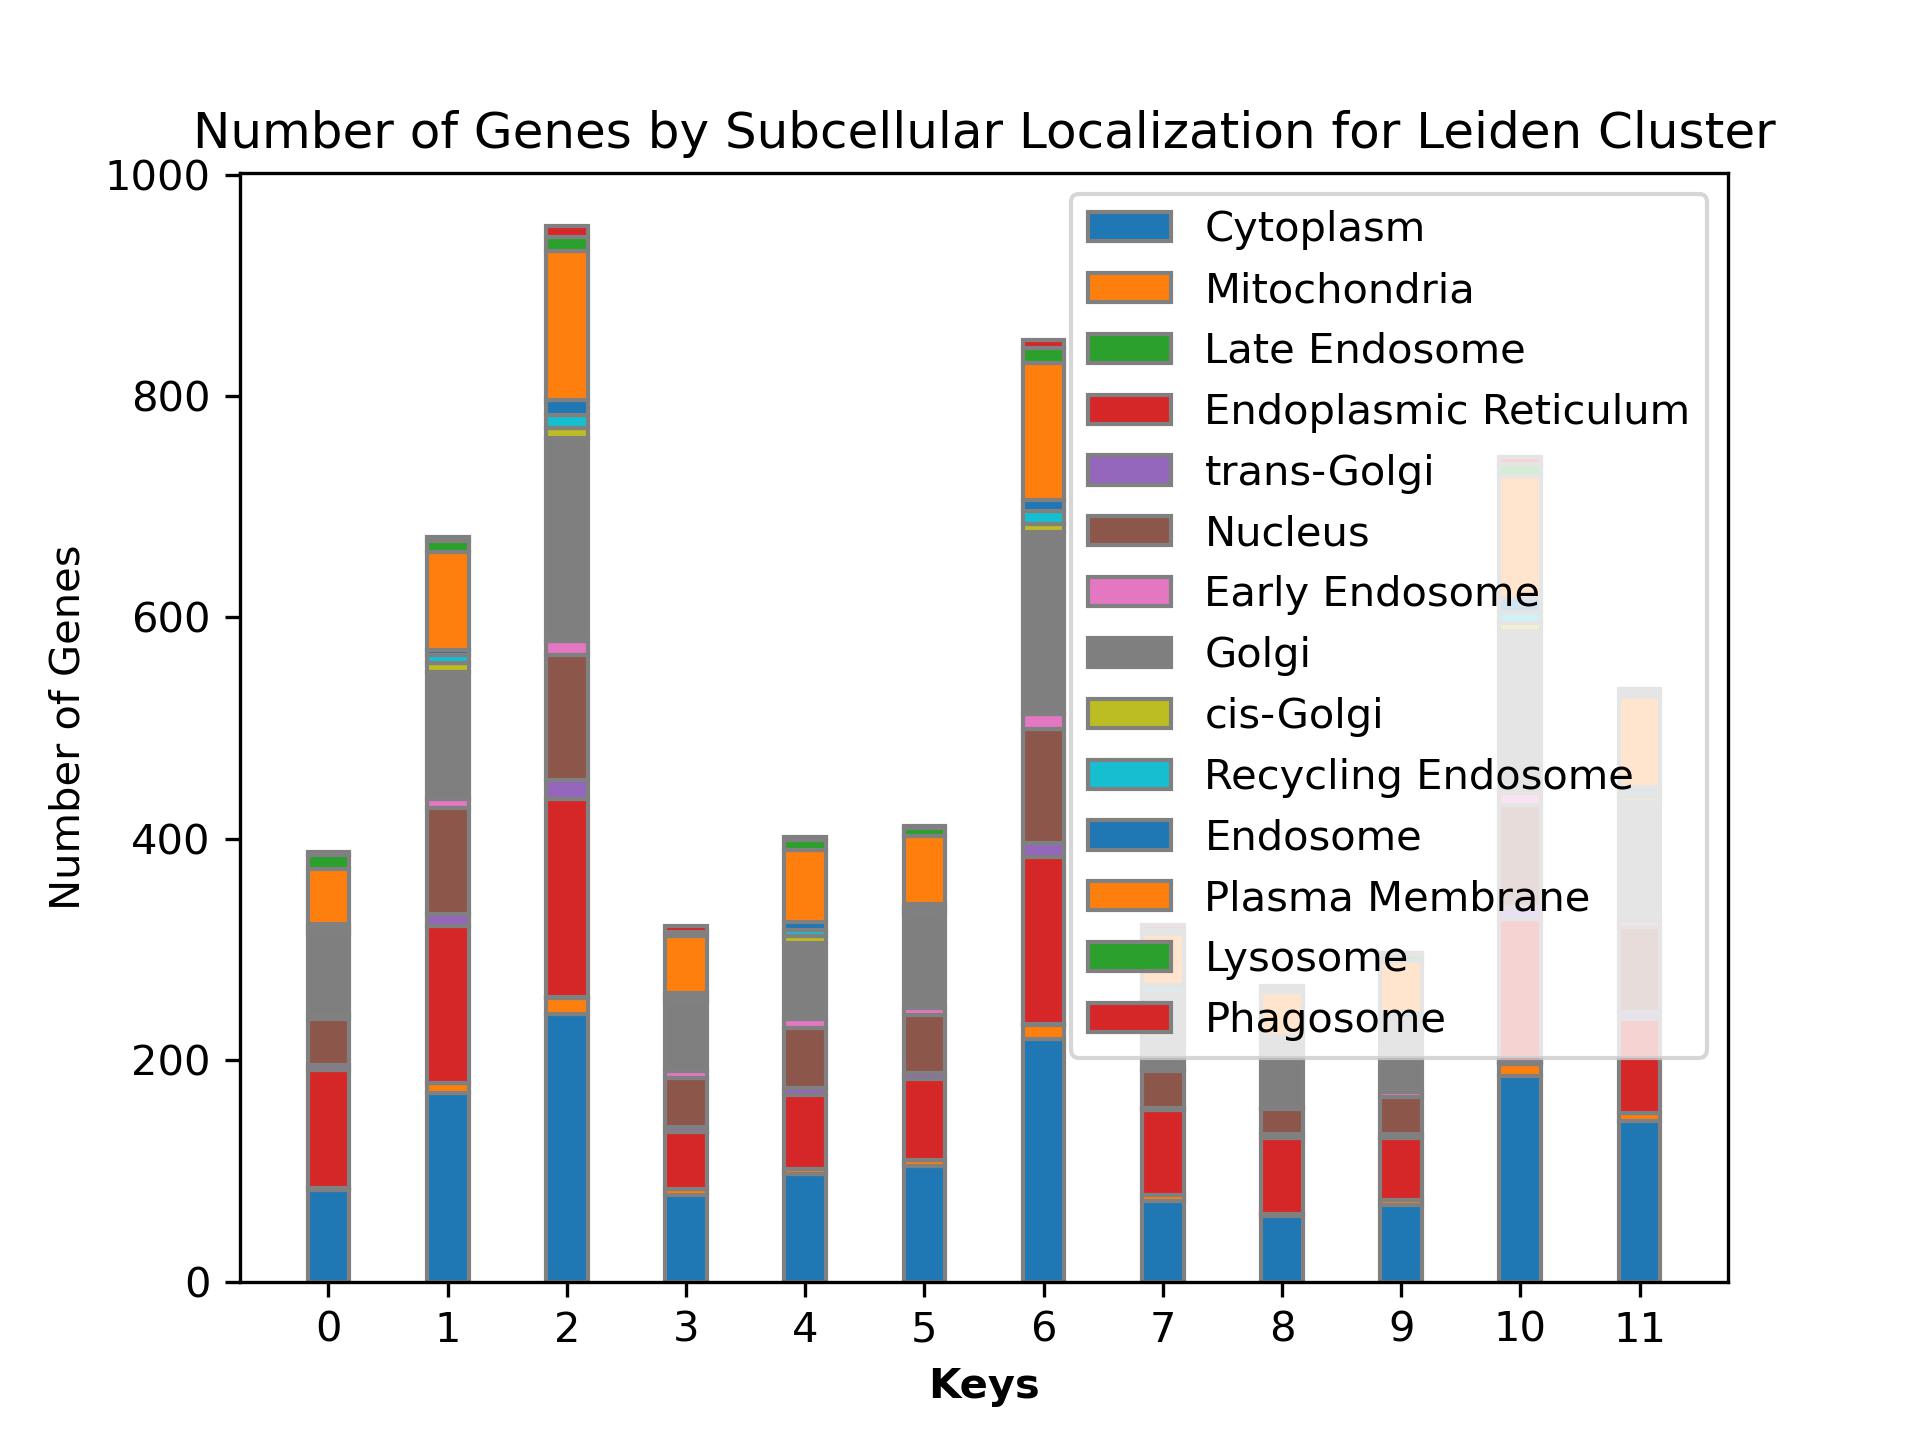 Number of Genes by Subcellular Localization for Leiden Cluster
1000
800
600
400
200
0
Number of Genes
Cytoplasm
Mitochondria
Late Endosome
Endoplasmic Reticulum
trans-Golgi
Nucleus
Early Endosome
Golgi
cis-Golgi
Recycling Endosome
Endosome
Plasma Membrane
Lysosome
Phagosome
0 1 2 3 4 5 6 7 8 9 10 11
Keys